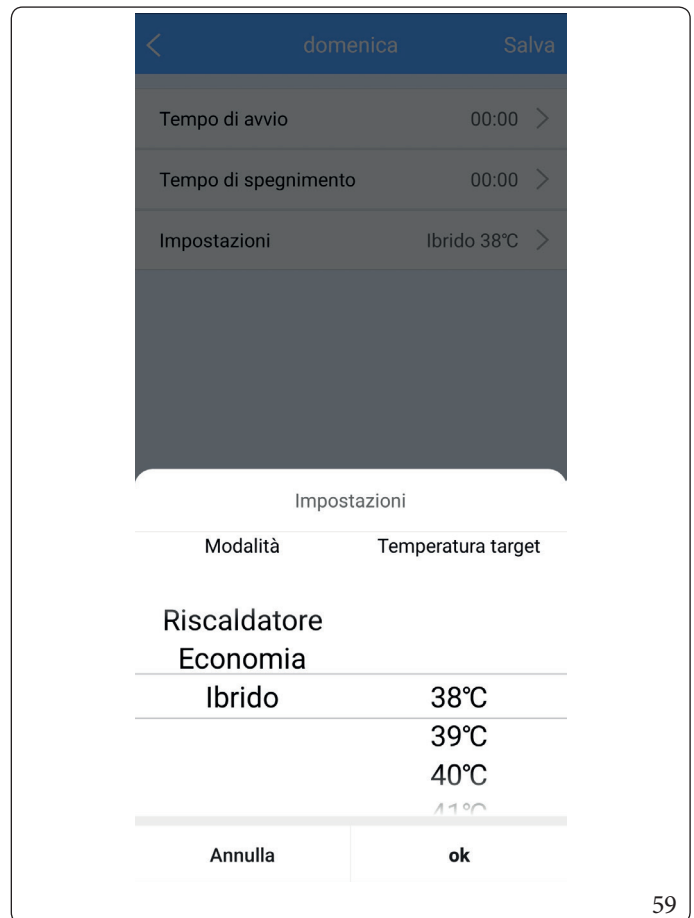 domenica Salva
Tempo di avvio 00:00
Tempo di spegnimento 00:00
Impostazioni Ibrido 38℃
Impostazioni
Modalità Temperatura target
Riscaldatore
Economia
Ibrido 38℃
39℃
40℃
41℃
Annulla ok
59